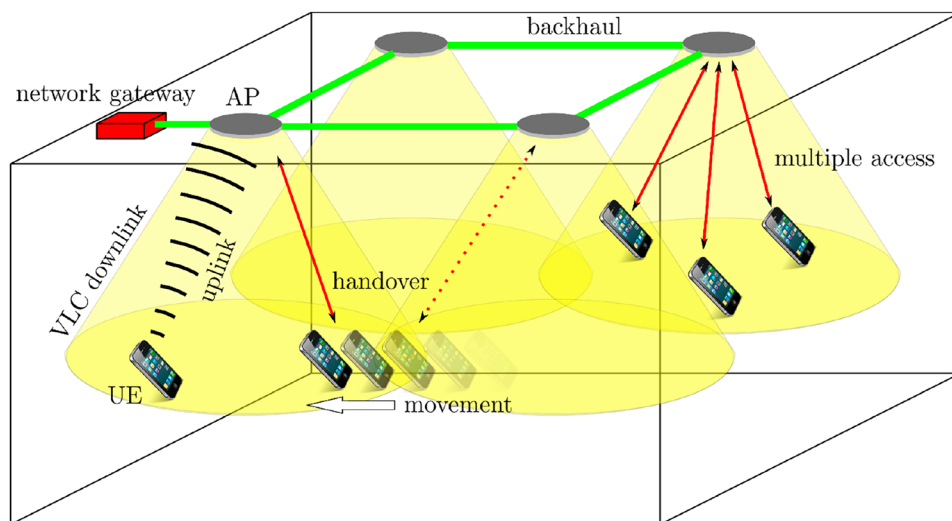 backhaul
network gateway
AP
multiple access
VLC downlink
uplink
handover
UE
movement